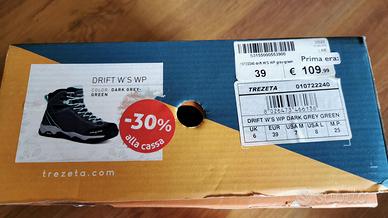 DRIFT W'S WP
COLOR: DARK GREY-
GREEN
-30%
alla cassa
trezeta.com
Prima era:
39 € 109,99
TREZETA 010722240
DRIFT W'S WP DARK GREY GREEN
UK EUR USA M USA L M.P
6 39 7 8 25